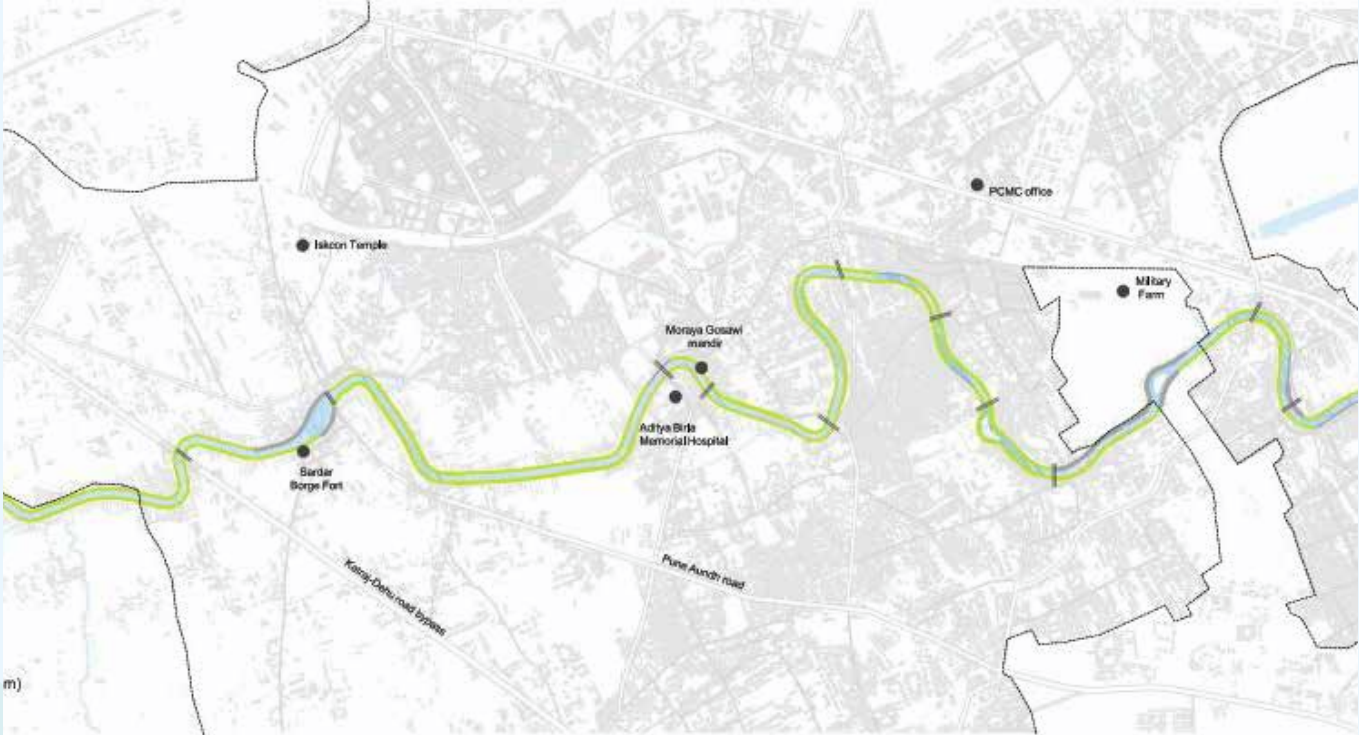 PCMC office
Iskcon Temple
Military
Farm
Moraya Gosawi
mandir
Aditya Birla
Memorial Hospital
Sardar
Borge Fort
Pune Aundh road
Katraj-Dehu road bypass
m)